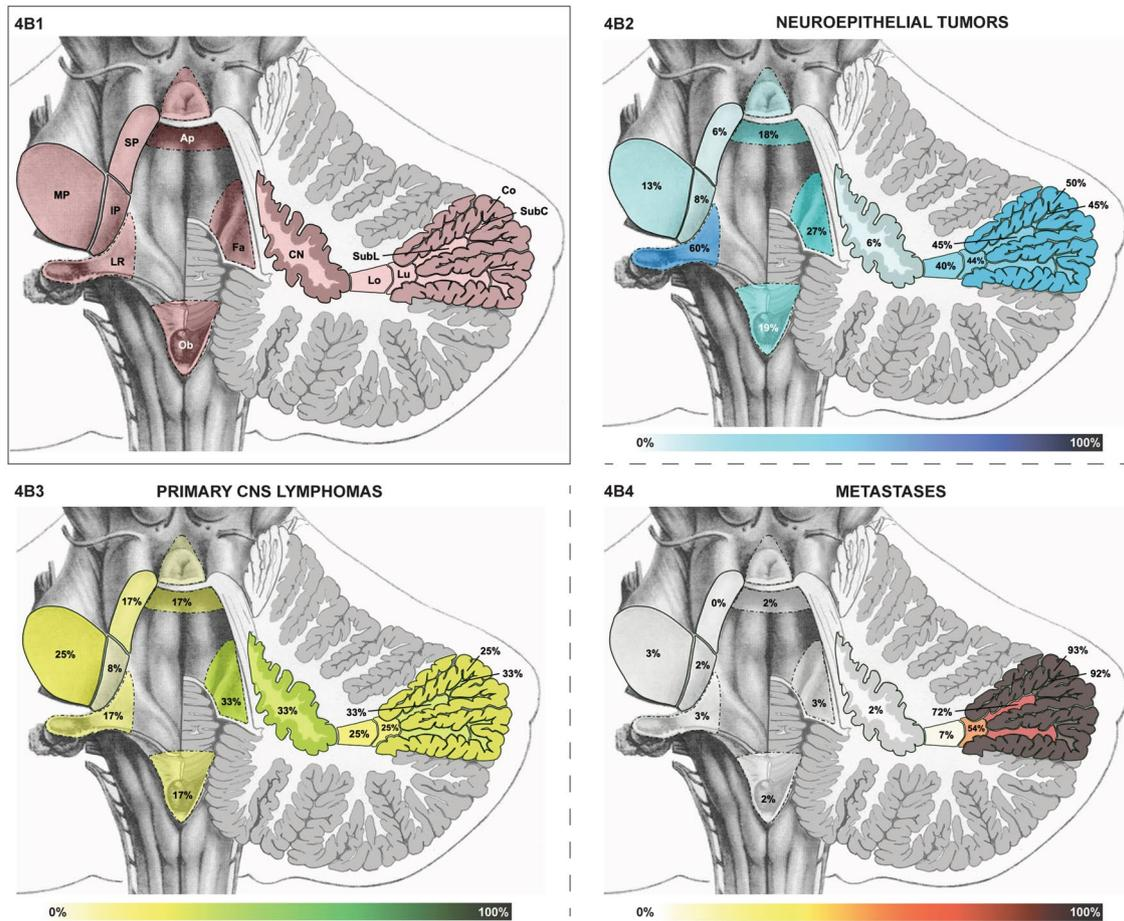 4B1
SP
Ap
MP
IP
Co
SubC
Fa
CN
LR
SubL
Lu
Lo
Ob
4B2
NEUROEPITHELIAL TUMORS
6%
18%
13%
8%
50%
45%
27%
60%
6%
45%
44%
40%
19%
0%
100%
4B3
PRIMARY CNS LYMPHOMAS
17%
17%
25%
8%
25%
33%
33%
33%
17%
33%
25%
25%
17%
0%
100%
4B4
METASTASES
0%
2%
3%
2%
93%
92%
3%
2%
3%
72%
54%
7%
2%
0%
100%